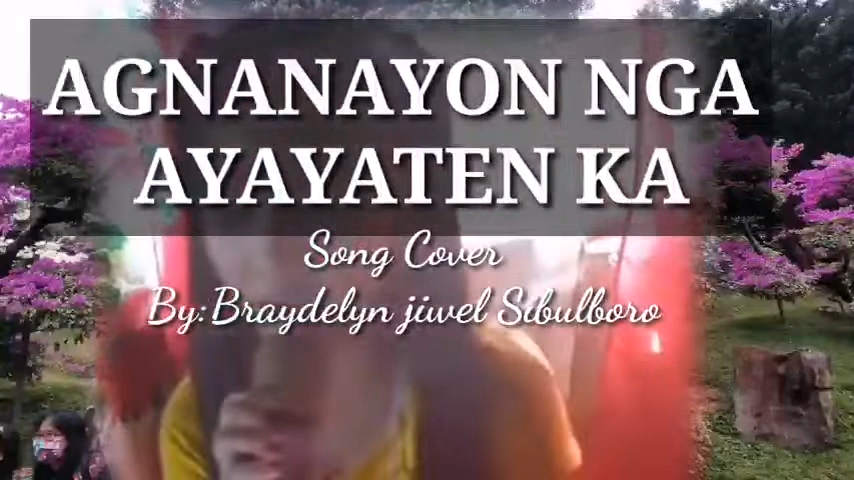 AGNANAYON NGA
AYAYATEN KA
Song Cover
By:Braydelyn jiwel Sibulboro